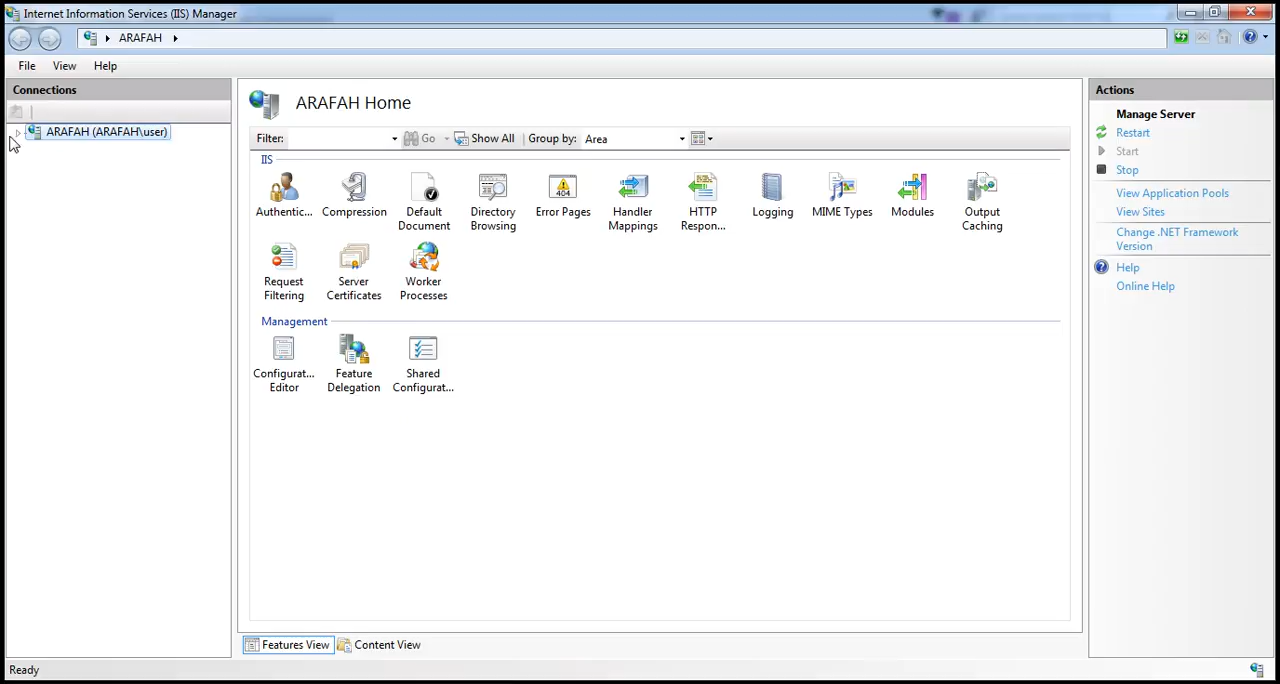 Internet Information Services (IIS) Manager
ARAFAH
File View Help
Connections
ARAFAH (ARAFAH\user)
ARAFAH Home
Filter: Go Show All Group by: Area
IIS
Authentic... Compression Default Document Directory Browsing Error Pages Handler Mappings HTTP Respon... Logging MIME Types Modules Output Caching
Request Filtering Server Certificates Worker Processes
Management
Configurat... Editor Feature Delegation Shared Configurat...
Features View Content View
Actions
Manage Server
Restart
Start
Stop
View Application Pools
View Sites
Change .NET Framework
Version
Help
Online Help
Ready